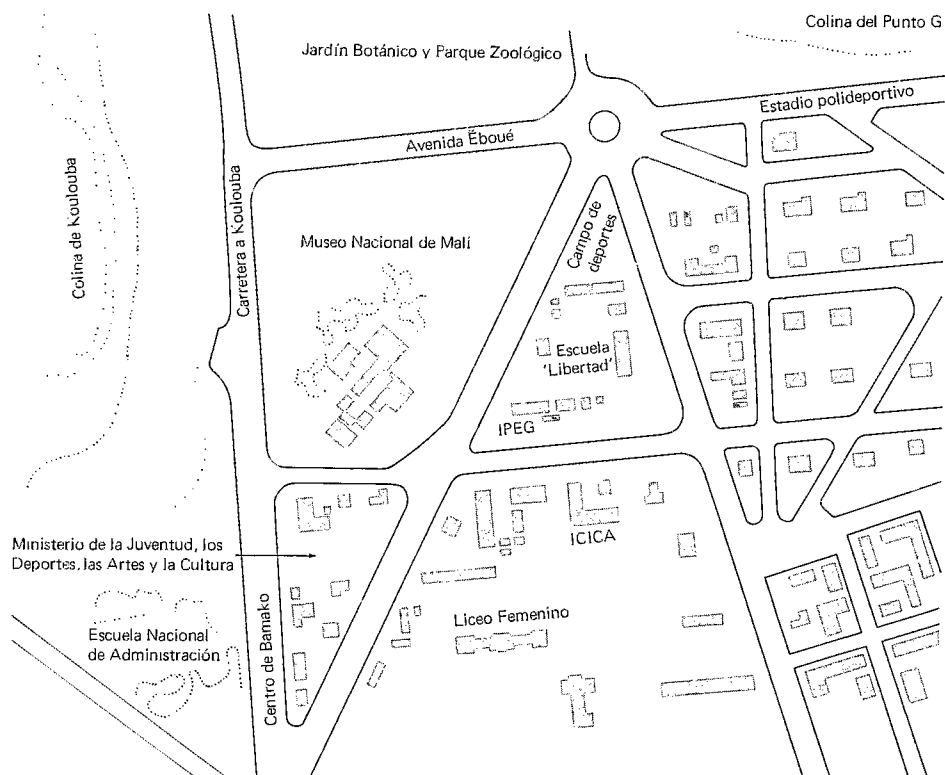 Colina del Punto G
Jardín Botánico y Parque Zoológico
Estadio polideportivo
Avenida Éboué
Colina de Koulouba
Carretera a Koulouba
Campo de
deportes
Museo Nacional de Malí
Escuela
'Libertad'
IPEG
ICICA
Ministerio de la Juventud, los
Deportes, las Artes y la Cultura
Liceo Femenino
Escuela Nacional
de Administración
Centro de Bamako